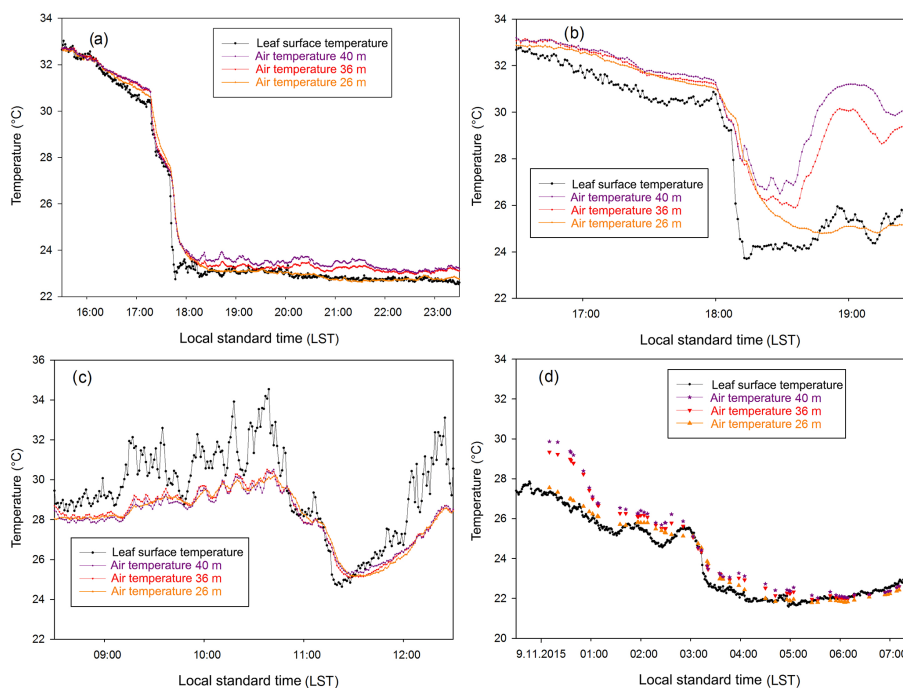 (a)
Leaf surface temperature
Air temperature 40 m
Air temperature 36 m
Air temperature 26 m
Temperature (°C)
34
32
30
28
26
24
22
16:00 17:00 18:00 19:00 20:00 21:00 22:00 23:00
Local standard time (LST)
(b)
Leaf surface temperature
Air temperature 40 m
Air temperature 36 m
Air temperature 26 m
Temperature (°C)
34
32
30
28
26
24
22
17:00 18:00 19:00
Local standard time (LST)
(c)
Leaf surface temperature
Air temperature 40 m
Air temperature 36 m
Air temperature 26 m
Temperature (°C)
36
34
32
30
28
26
24
22
09:00 10:00 11:00 12:00
Local standard time (LST)
(d)
Leaf surface temperature
Air temperature 40 m
Air temperature 36 m
Air temperature 26 m
Temperature (°C)
34
32
30
28
26
24
22
20
9.11.2015 01:00 02:00 03:00 04:00 05:00 06:00 07:00
Local standard time (LST)